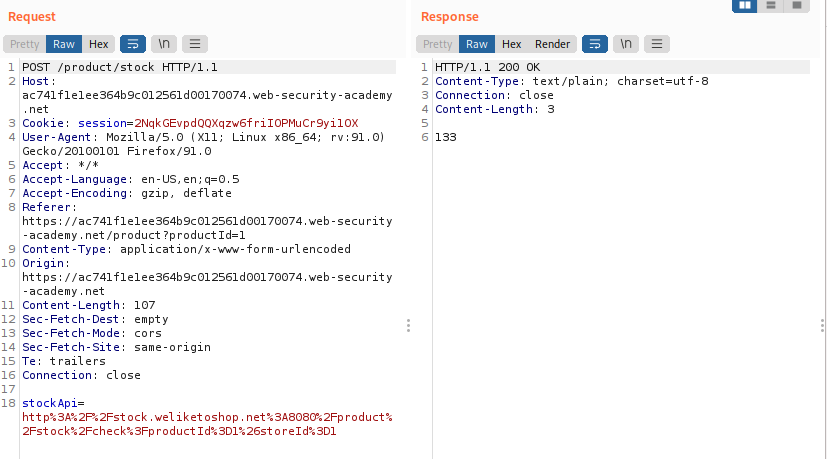 Request
Pretty Raw Hex \n
1 POST /product/stock HTTP/1.1
2 Host:
ac741f1e1ee364b9c012561d00170074.web-security-academy
.net
3 Cookie: session=2NqkGEvpdQQXqzw6friIOPMuCr9yilOX
4 User-Agent: Mozilla/5.0 (X11; Linux x86_64; rv:91.0)
Gecko/20100101 Firefox/91.0
5 Accept: */*
6 Accept-Language: en-US,en;q=0.5
7 Accept-Encoding: gzip, deflate
8 Referer:
https://ac741f1e1ee364b9c012561d00170074.web-security
-academy.net/product?productId=1
9 Content-Type: application/x-www-form-urlencoded
10 Origin:
https://ac741f1e1ee364b9c012561d00170074.web-security
-academy.net
11 Content-Length: 107
12 Sec-Fetch-Dest: empty
13 Sec-Fetch-Mode: cors
14 Sec-Fetch-Site: same-origin
15 Te: trailers
16 Connection: close
17
18 stockApi=
http%3A%2F%2Fstock.weliketoshop.net%3A8080%2Fproduct%
2Fstock%2Fcheck%3FproductId%3D1%26storeId%3D1
Response
Pretty Raw Hex Render \n
1 HTTP/1.1 200 OK
2 Content-Type: text/plain; charset=utf-8
3 Connection: close
4 Content-Length: 3
5
6 133